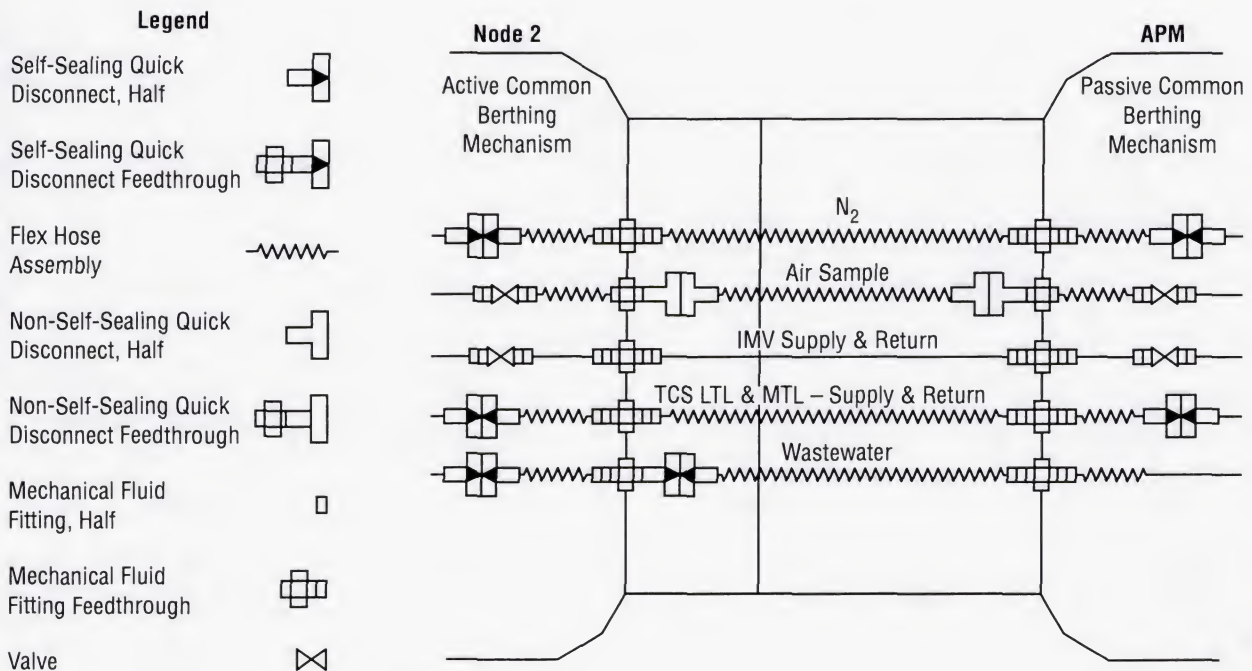 Legend
Self-Sealing Quick
Disconnect, Half
Self-Sealing Quick
Disconnect Feedthrough
Flex Hose
Assembly
Non-Self-Sealing Quick
Disconnect, Half
Non-Self-Sealing Quick
Disconnect Feedthrough
Mechanical Fluid
Fitting, Half
Mechanical Fluid
Fitting Feedthrough
Valve
Node 2
Active Common
Berthing
Mechanism
APM
Passive Common
Berthing
Mechanism
N₂
Air Sample
IMV Supply & Return
TCS LTL & MTL – Supply & Return
Wastewater